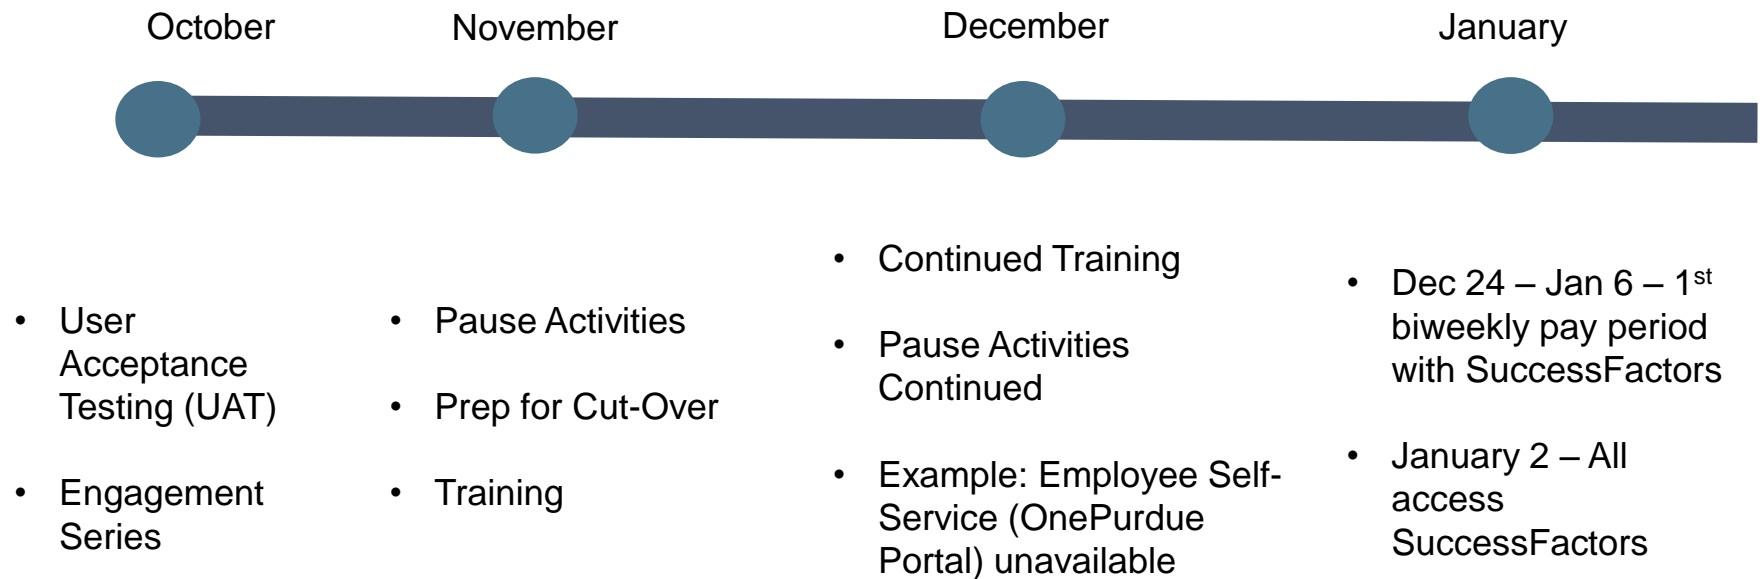 October
November
December
January
• User
Acceptance
Testing (UAT)
• Engagement
Series
• Pause Activities
• Prep for Cut-Over
• Training
• Continued Training
• Pause Activities
Continued
• Example: Employee Self-
Service (OnePurdue
Portal) unavailable
• Dec 24 – Jan 6 – 1st
biweekly pay period
with SuccessFactors
• January 2 – All
access
SuccessFactors